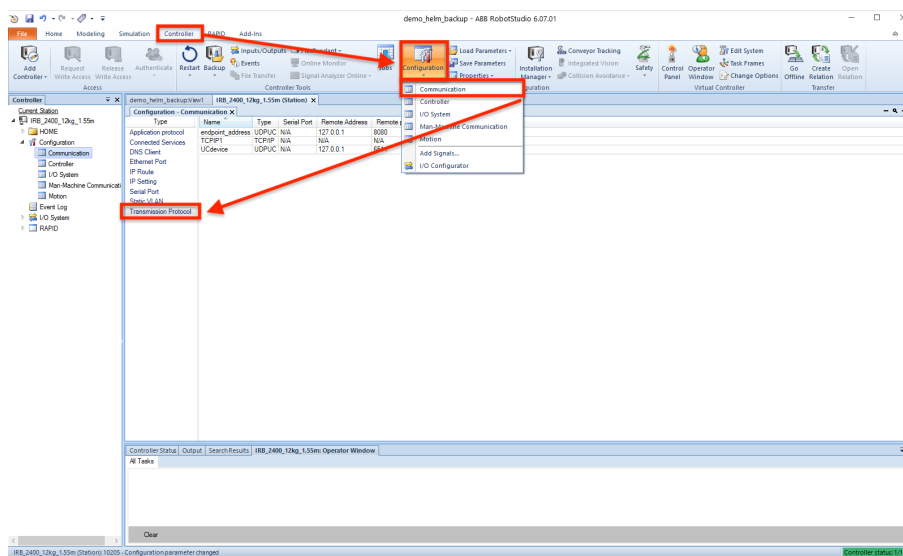 demo_helm_backup - ABB RobotStudio 6.07.01
File Home Modeling Simulation Controller RAPID Add-Ins
Add Controller
Request Write Access
Release Write Access
Authenticate
Restart
Backup
Inputs/Outputs
Events
File Transfer
FlexPendant
Online Monitor
Signal Analyzer Online
Jobs
Configuration
Load Parameters
Save Parameters
Properties
Installation Manager
Conveyor Tracking
Integrated Vision
Collision Avoidance
Safety
Control Panel
Operator Window
Edit System
Task Frames
Change Options
Go Offline
Create Relation
Open Relation
Access
Controller Tools
Virtual Controller
Transfer
Communication
Controller
I/O System
Man-Machine Communication
Motion
Add Signals...
I/O Configurator
Controller
Current Station
IRB_2400_12kg_1.55m
HOME
Configuration
Communication
Controller
I/O System
Man-Machine Communicati
Motion
Event Log
I/O System
RAPID
demo_helm_backup:View1 IRB_2400_12kg_1.55m (Station) X
Configuration - Communication X
Type
Application protocol
Connected Services
DNS Client
Ethernet Port
IP Route
IP Setting
Serial Port
Static VLAN
Transmission Protocol
Name Type Serial Port Remote Address Remote p
endpoint_address UDPUC N/A 127.0.0.1 8080
TCPIP1 TCP/IP N/A N/A N/A
UCdevice UDPUC N/A 127.0.0.1
Controller Status Output Search Results IRB_2400_12kg_1.55m: Operator Window
All Tasks
Clear
IRB_2400_12kg_1.55m (Station): 10205 - Configuration parameter changed
Controller status: 1/1